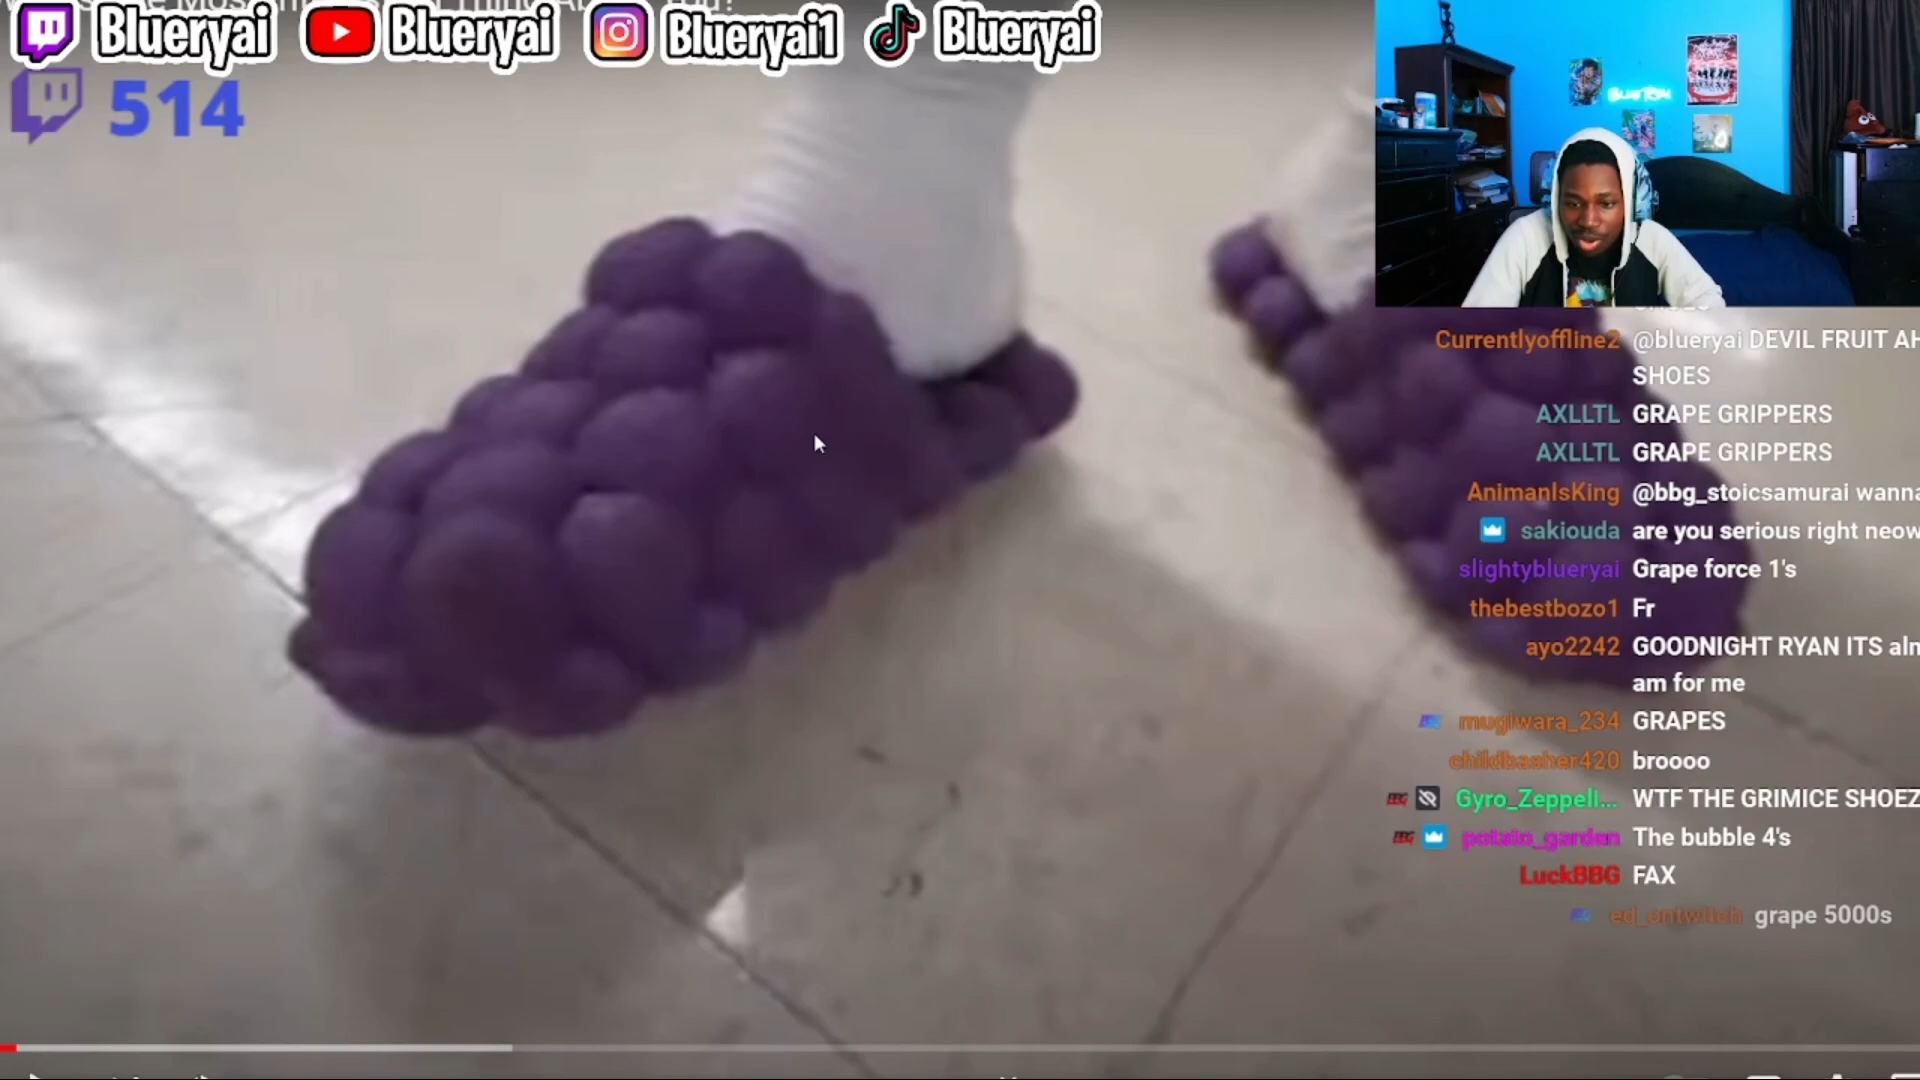 Blueryai Blueryai Blueryai1 Blueryai
514
Currentlyoffline2 @blueryai DEVIL FRUIT AH
SHOES
AXLLTL GRAPE GRIPPERS
AXLLTL GRAPE GRIPPERS
AnimanIsKing @bbg_stoicsamurai wanna
sakiouda are you serious right neow
slightyblueryai Grape force 1's
thebestbozo1 Fr
ayo2242 GOODNIGHT RYAN ITS
am for me
mugiwara_234 GRAPES
childbasher420 broooo
Gyro_Zeppeli... WTF THE GRIMICE SHOEZ
potato_garden The bubble 4's
LuckBBG FAX
ed_ontwitch grape 5000s